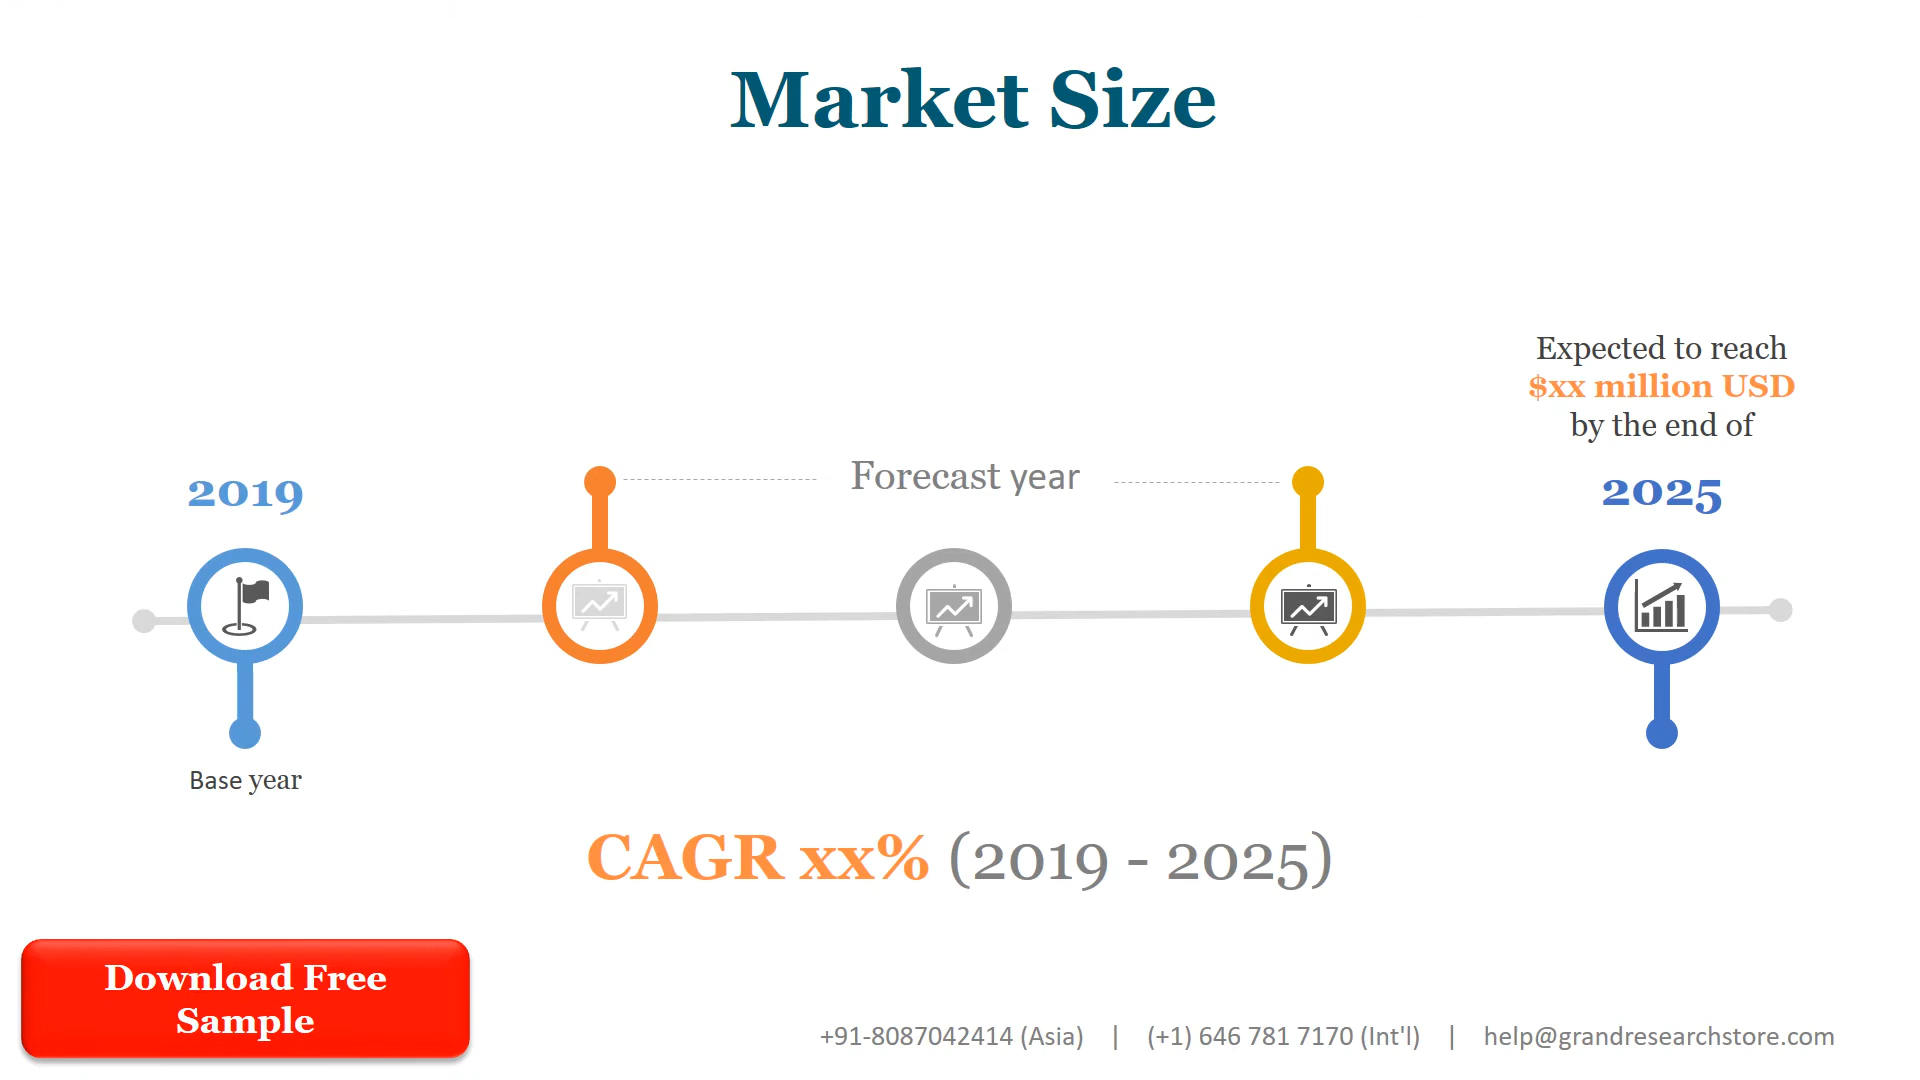 Market Size
Expected to reach
$xx million USD
by the end of
2025
2019
Forecast year
Base year
CAGR xx% (2019 - 2025)
Download Free
Sample
+91-8087042414 (Asia) | (+1) 646 781 7170 (Int'l) | help@grandresearchstore.com